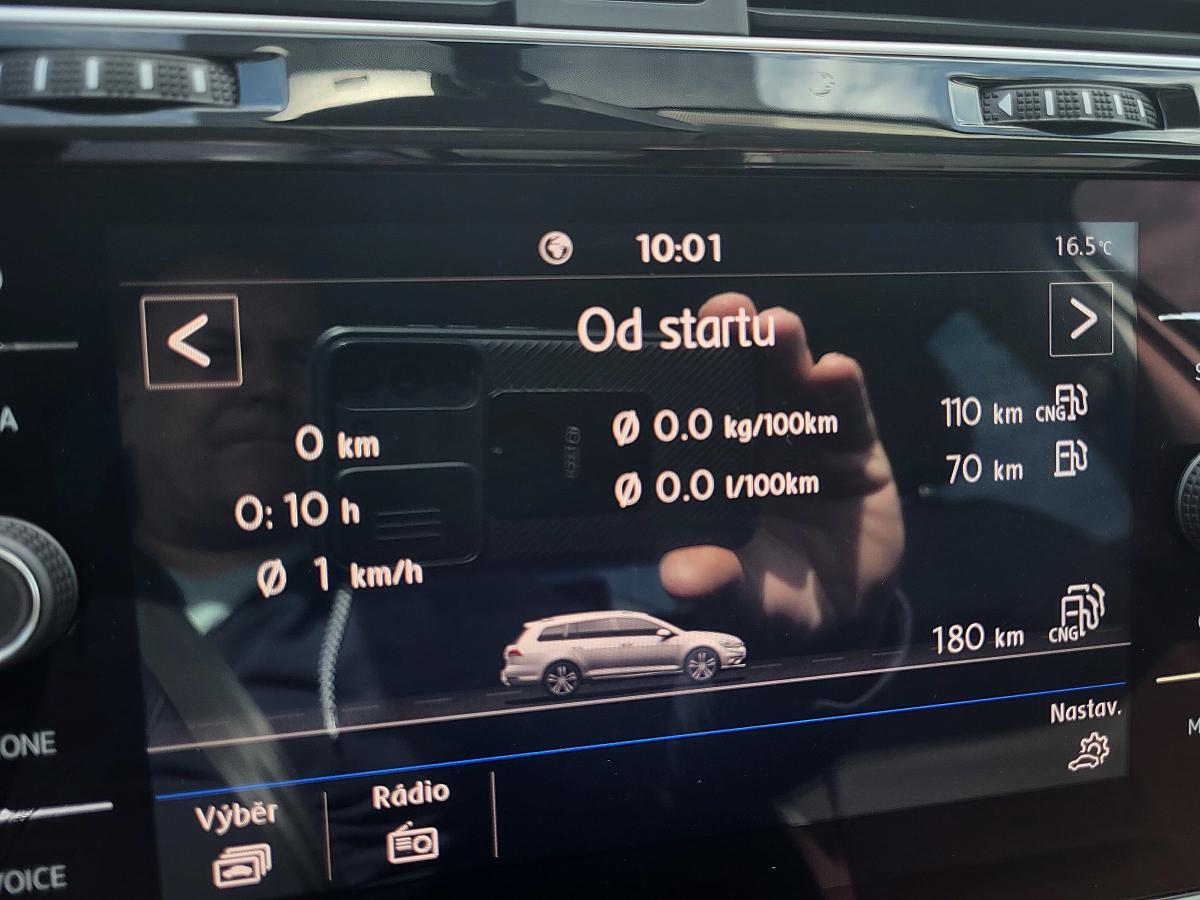 10:01
16.5°C
<
Od startu
>
0 km
Ø 0.0 kg/100km
110 km CNG
0:10 h
Ø 0.0 l/100km
70 km
Ø 1 km/h
180 km CNG
Nastav.
Výběr
Rádio
A
ONE
VOICE
S
M